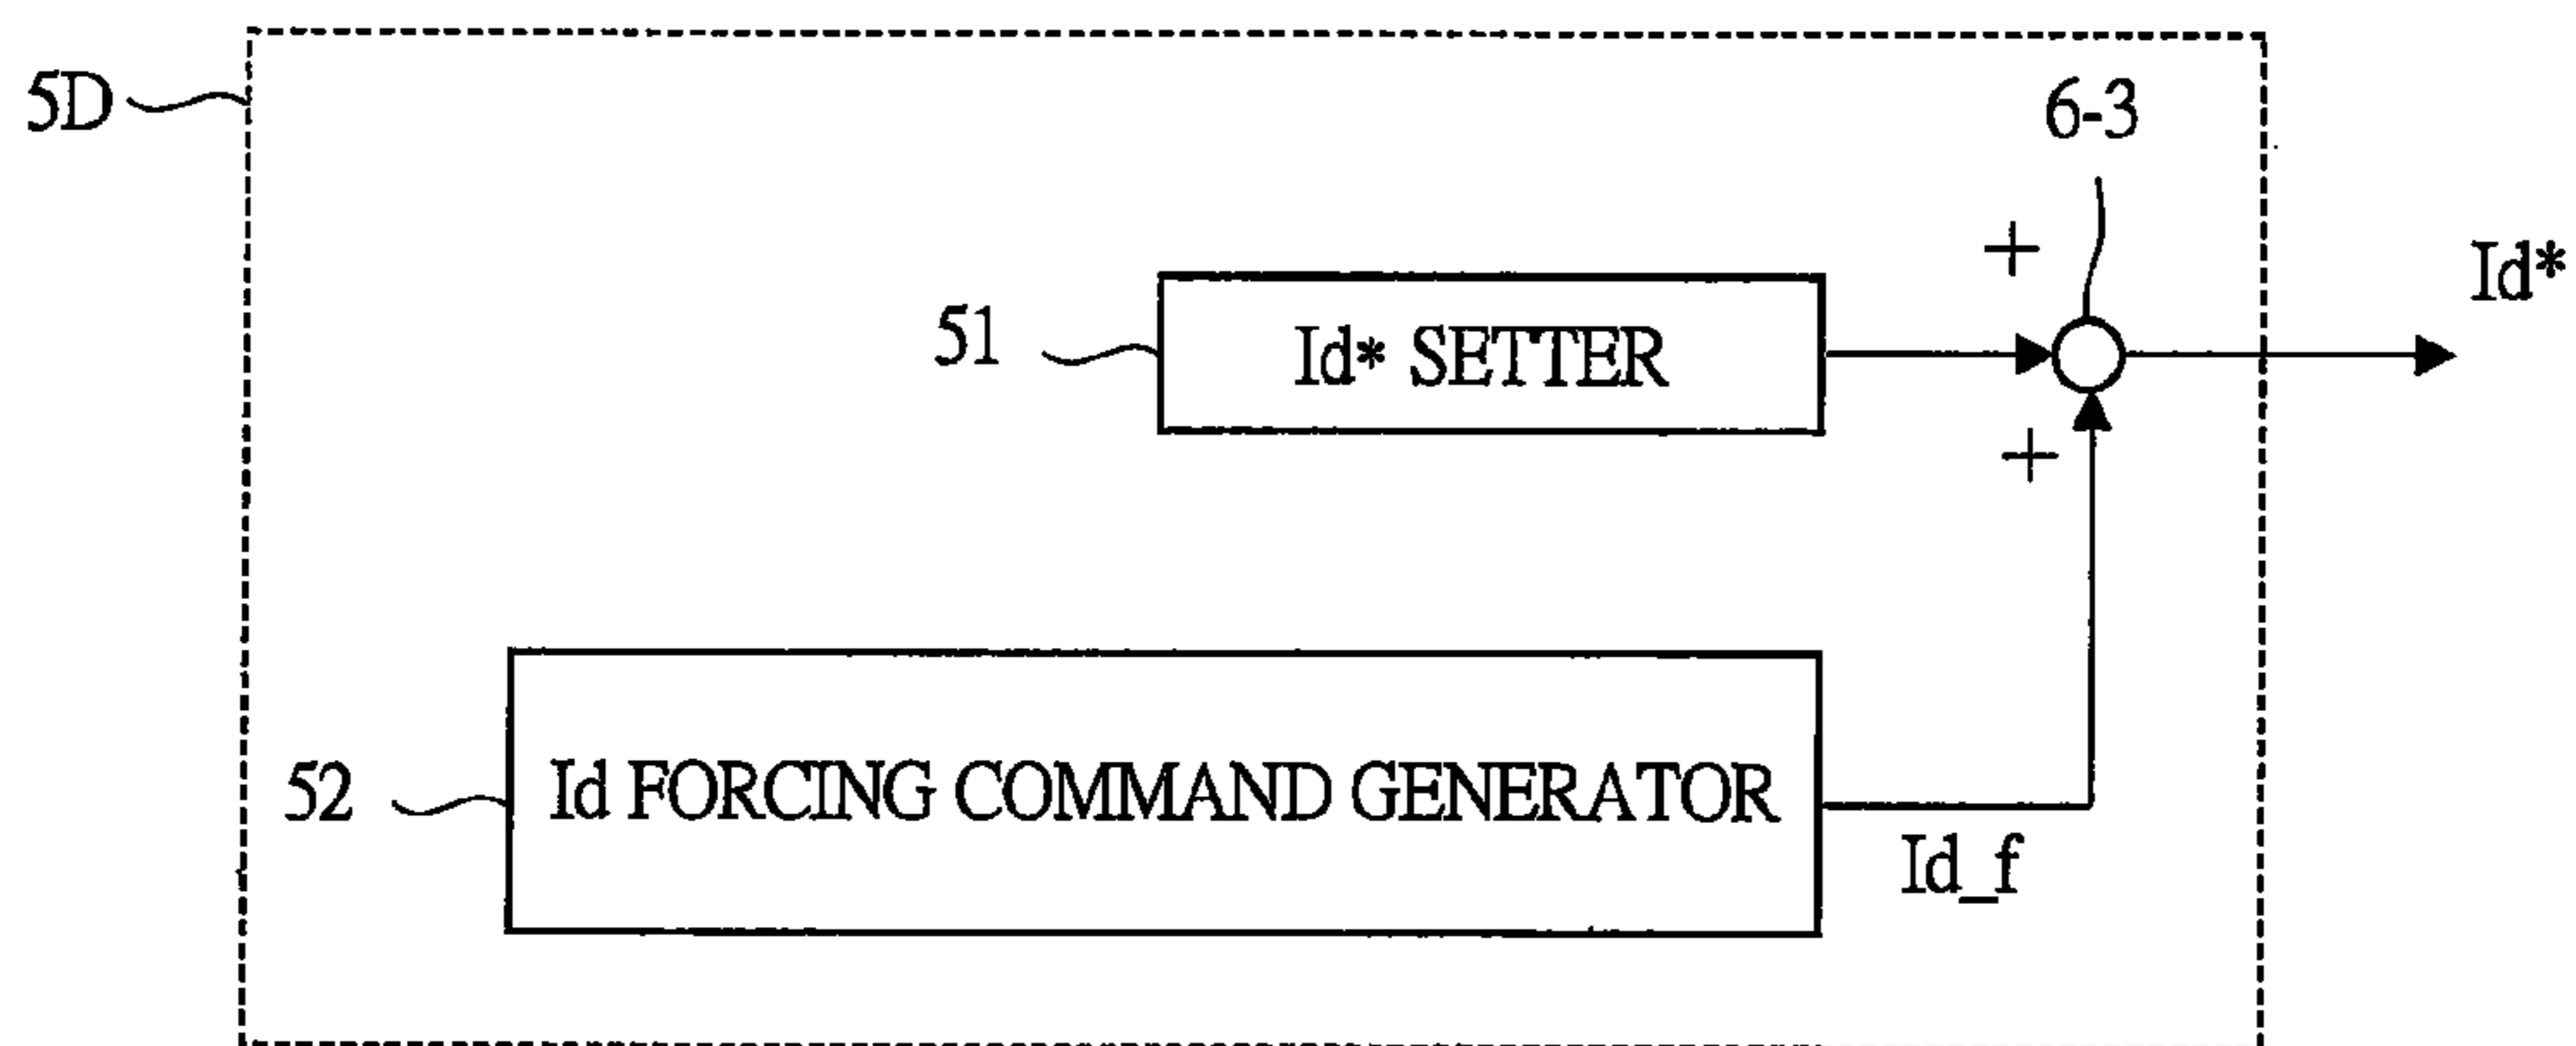 5D
6-3
+
Id*
51
Id* SETTER
+
52
Id FORCING COMMAND GENERATOR
Id_f